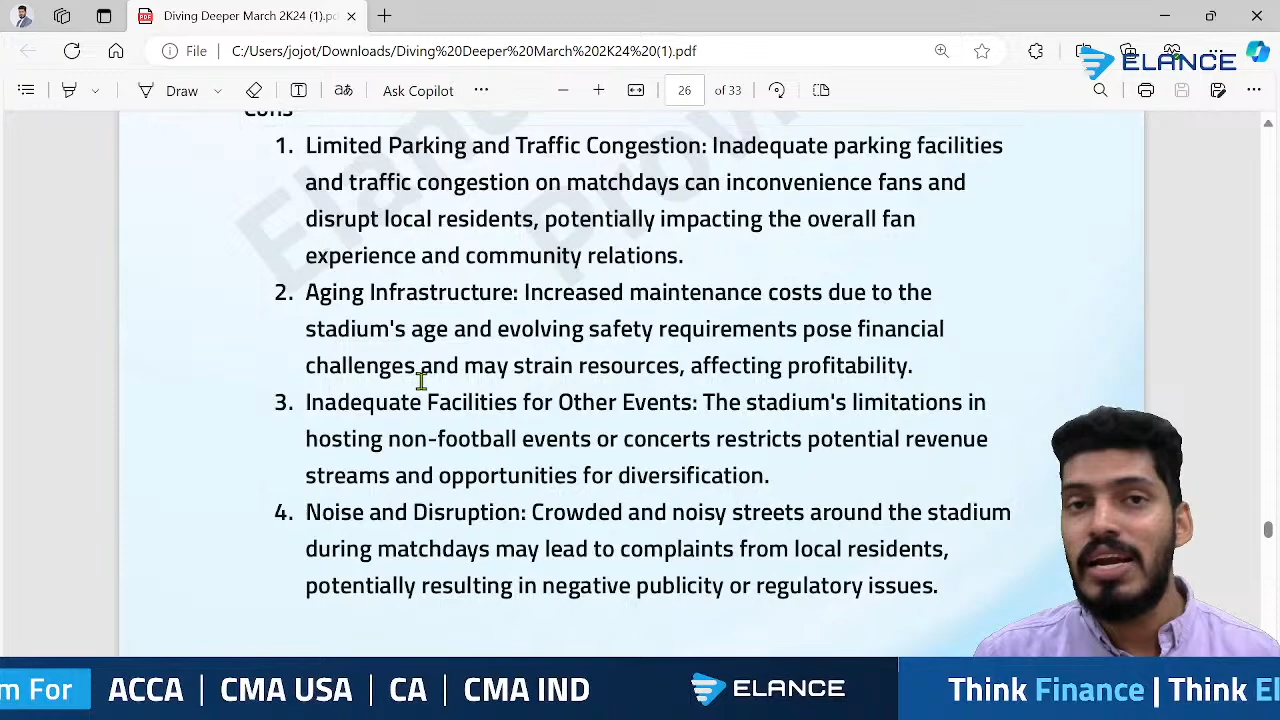 Diving Deeper March 2K24 (1).pd
File
C:/Users/jojot/Downloads/Diving%20Deeper%20March%202K24%20(1).pdf
ELANCE
Draw
Ask Copilot
26
of 33
Cons
1. Limited Parking and Traffic Congestion: Inadequate parking facilities
and traffic congestion on matchdays can inconvenience fans and
disrupt local residents, potentially impacting the overall fan
experience and community relations.
2. Aging Infrastructure: Increased maintenance costs due to the
stadium's age and evolving safety requirements pose financial
challenges and may strain resources, affecting profitability.
3. Inadequate Facilities for Other Events: The stadium's limitations in
hosting non-football events or concerts restricts potential revenue
streams and opportunities for diversification.
4. Noise and Disruption: Crowded and noisy streets around the stadium
during matchdays may lead to complaints from local residents,
potentially resulting in negative publicity or regulatory issues.
m For
ACCA | CMA USA | CA | CMA IND
ELANCE
Think Finance | Think El